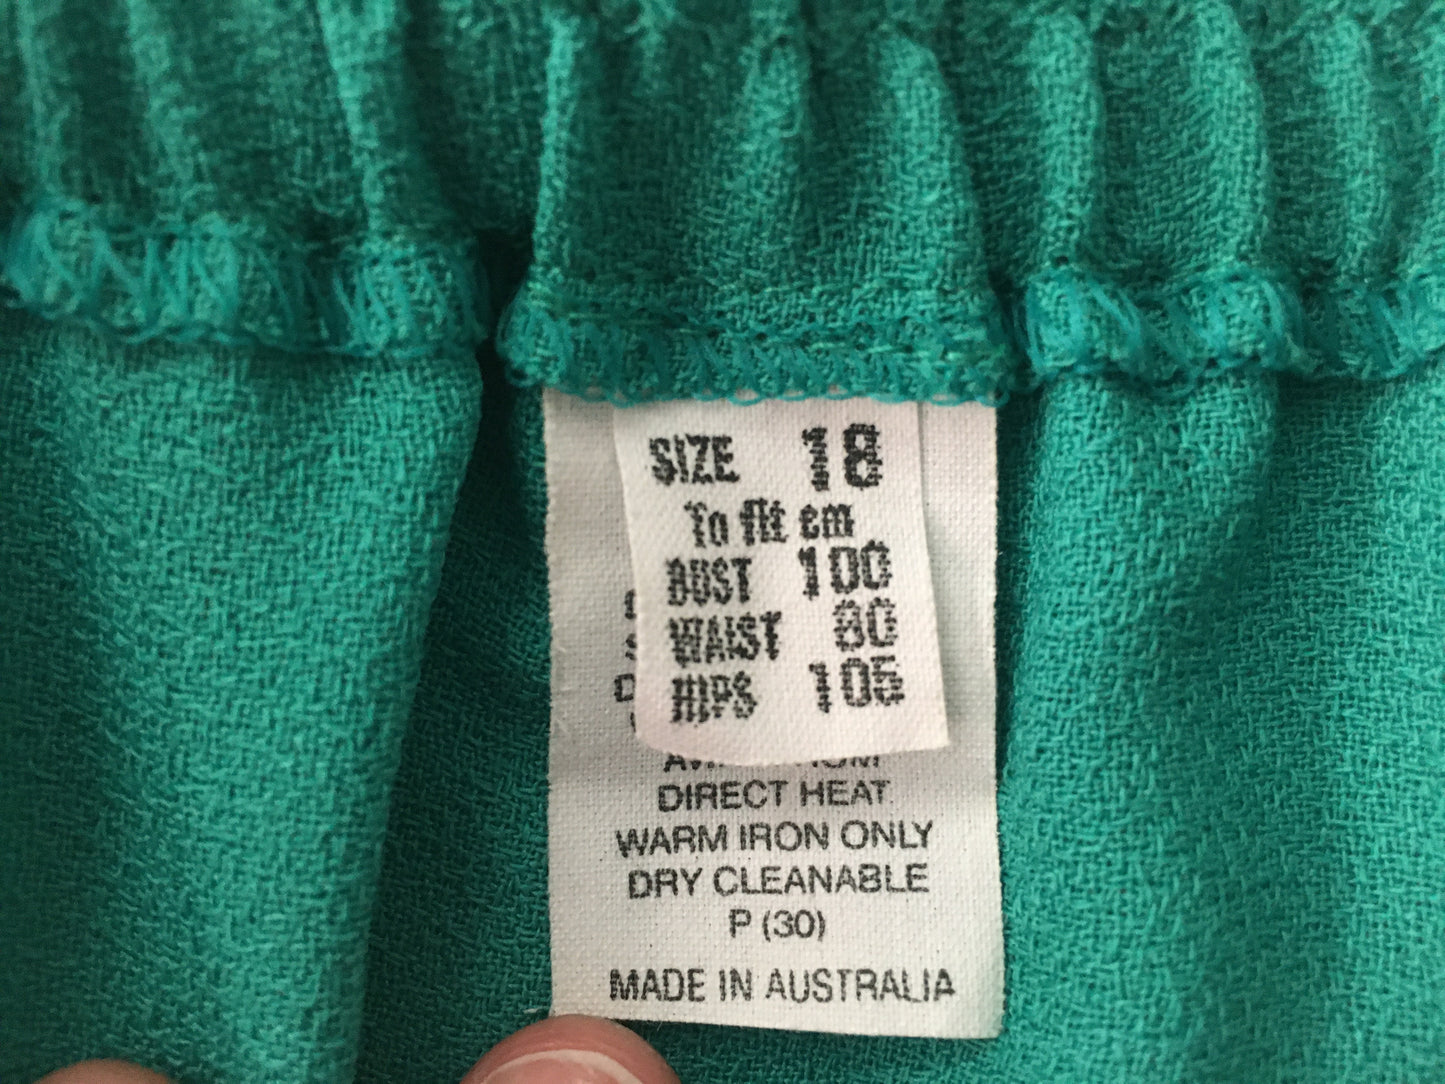 SIZE 18
To fit cm
BUST 100
WAIST 80
HIPS 105
DIRECT HEAT
WARM IRON ONLY
DRY CLEANABLE
P (30)
MADE IN AUSTRALIA